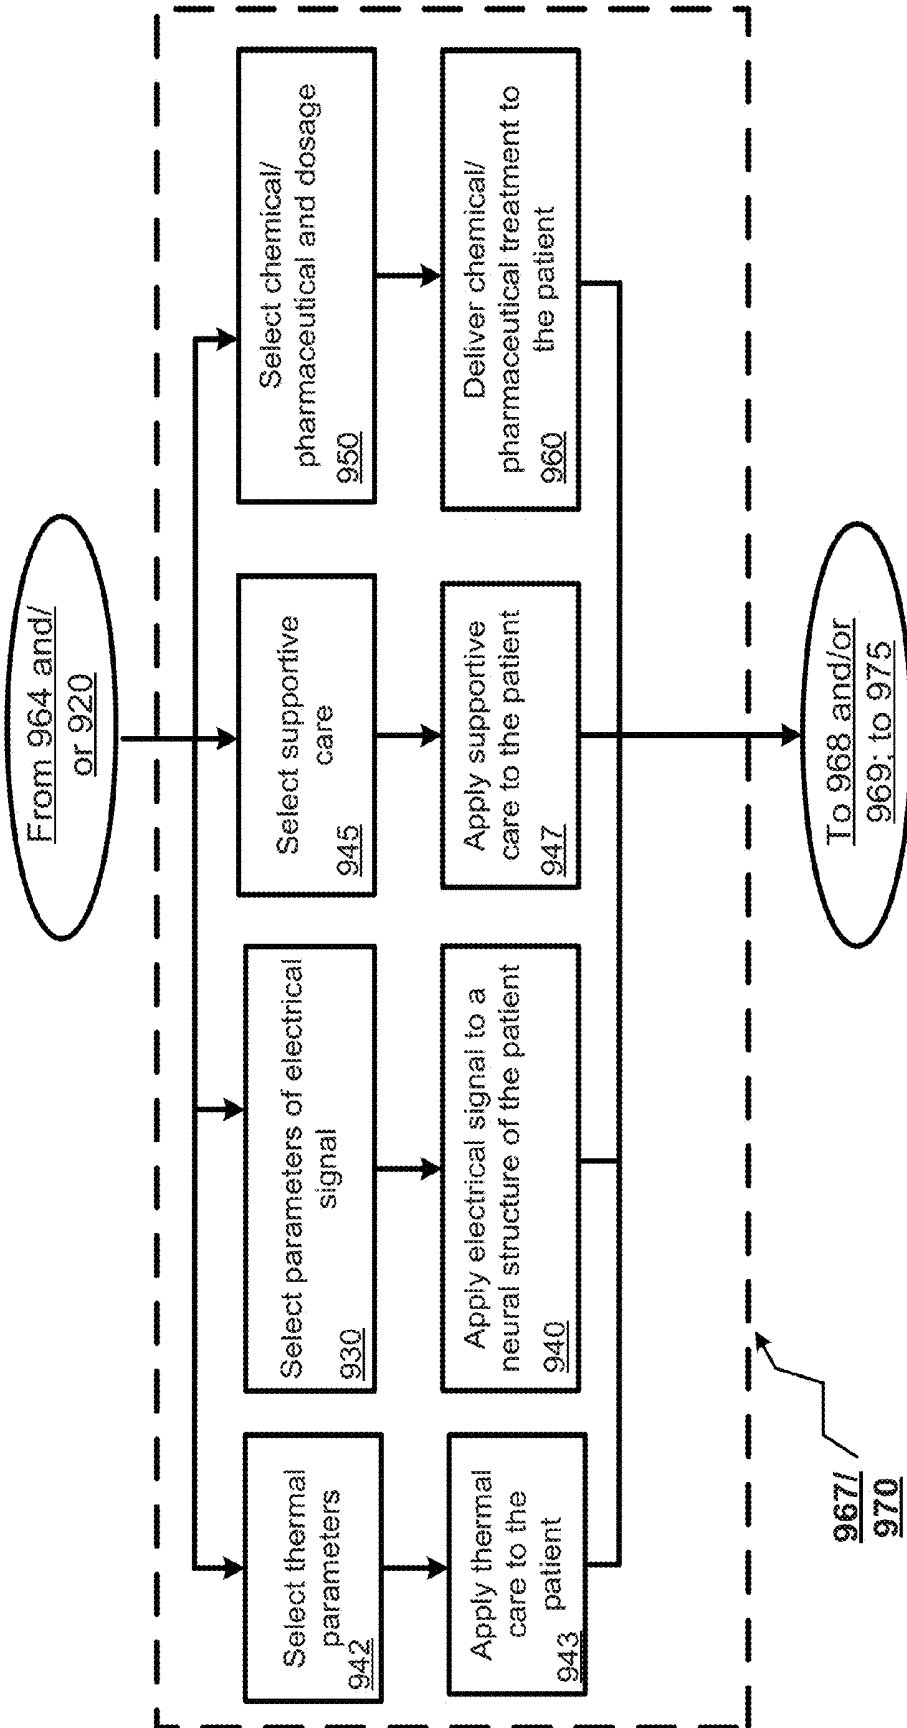 From 964 and/
or 920
Select thermal
parameters
942
Select parameters of electrical
signal
930
Select supportive
care
945
Select chemical/
pharmaceutical and dosage
950
Apply thermal
care to the
patient
943
Apply electrical signal to a
neural structure of the patient
940
Apply supportive
care to the patient
947
Deliver chemical/
pharmaceutical treatment to
the patient
960
967/
970
To 968 and/or
969; to 975